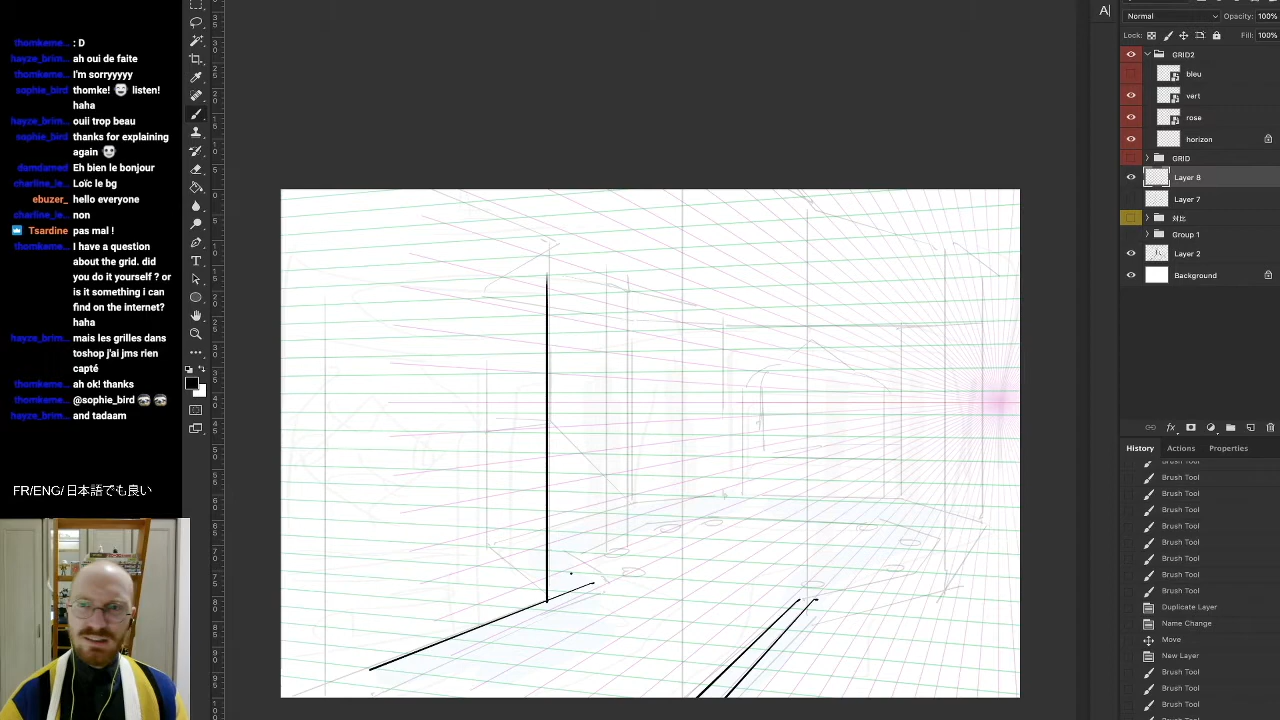 thomkeme... : D
hayze_brim... ah oui de faite
thomkeme... I'm sorryyyyy
sophie_bird thomke! listen!
haha
hayze_brim... ouii trop beau
sophie_bird thanks for explaining
again
damdamed Eh bien le bonjour
charline_le... Loïc le bg
ebuzer_ hello everyone
charline_le... non
Tsardine pas mal !
thomkeme... I have a question
about the grid. did
you do it yourself ? or
is it something i can
find on the internet?
haha
hayze_brim... mais les grilles dans
toshop j'ai jms rien
capté
thomkeme... ah ok! thanks
thomkeme... @sophie_bird
hayze_brim... and tadaam
FR/ENG/ 日本語でも良い
A|
Normal Opacity: 100%
Lock: Fill: 100%
GRID2
bleu
vert
rose
horizon
GRID
Layer 8
Layer 7
対比
Group 1
Layer 2
Background
History Actions Properties
Brush Tool
Brush Tool
Brush Tool
Brush Tool
Brush Tool
Brush Tool
Brush Tool
Brush Tool
Brush Tool
Duplicate Layer
Name Change
Move
New Layer
Brush Tool
Brush Tool
Brush Tool